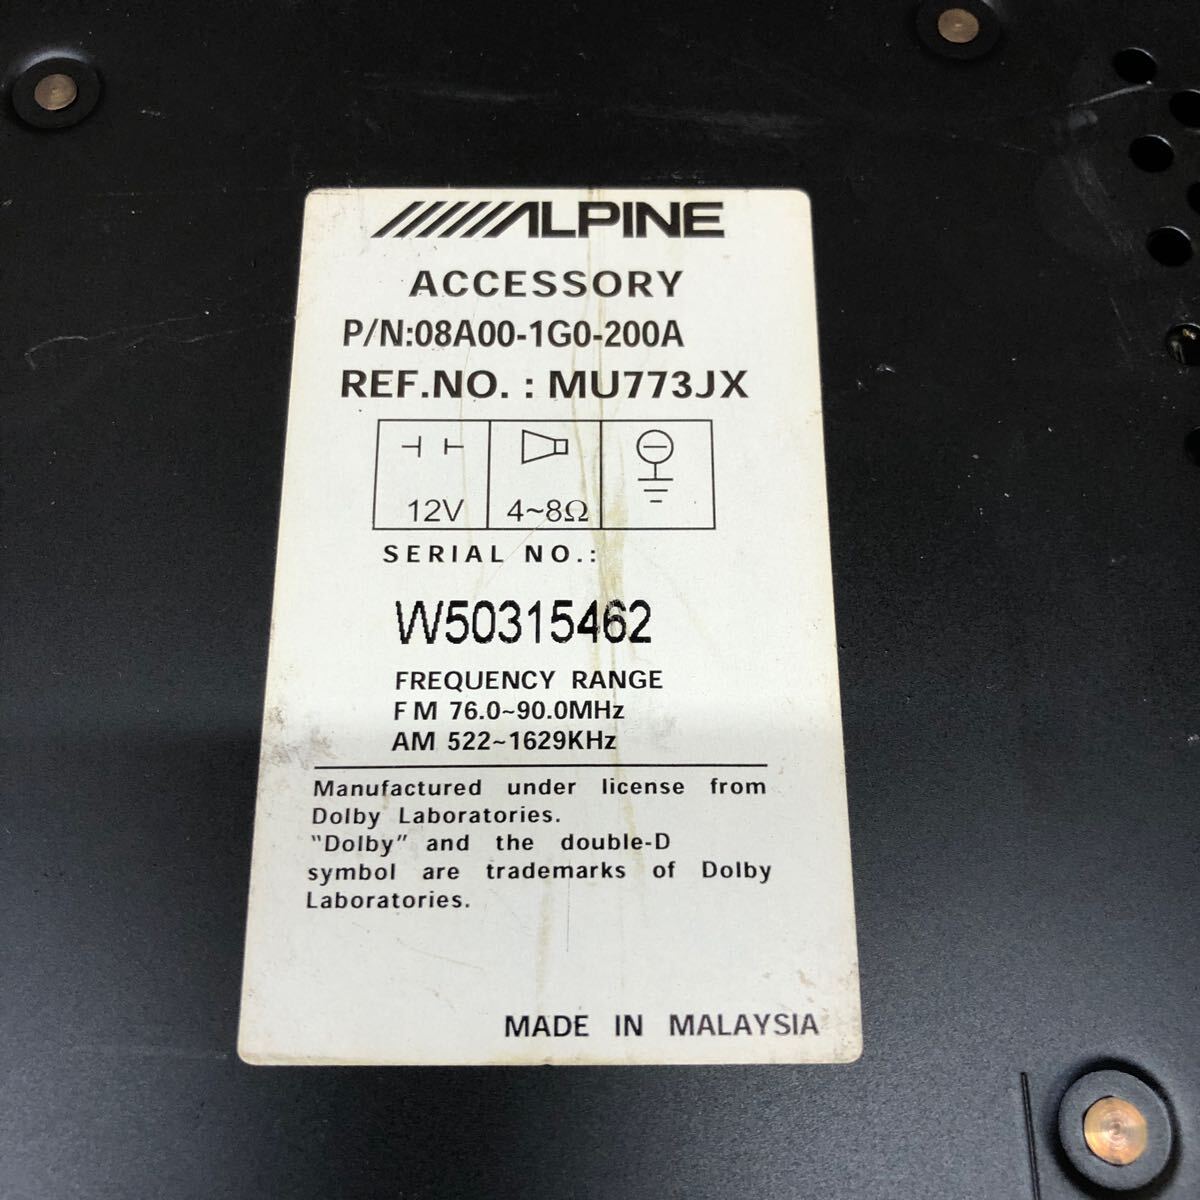 ALPINE
ACCESSORY
P/N:08A00-1G0-200A
REF.NO. : MU773JX
12V 4~8Ω
SERIAL NO.:
W50315462
FREQUENCY RANGE
FM 76.0~90.0MHz
AM 522~1629KHz
Manufactured under license from
Dolby Laboratories.
"Dolby" and the double-D
symbol are trademarks of Dolby
Laboratories.
MADE IN MALAYSIA